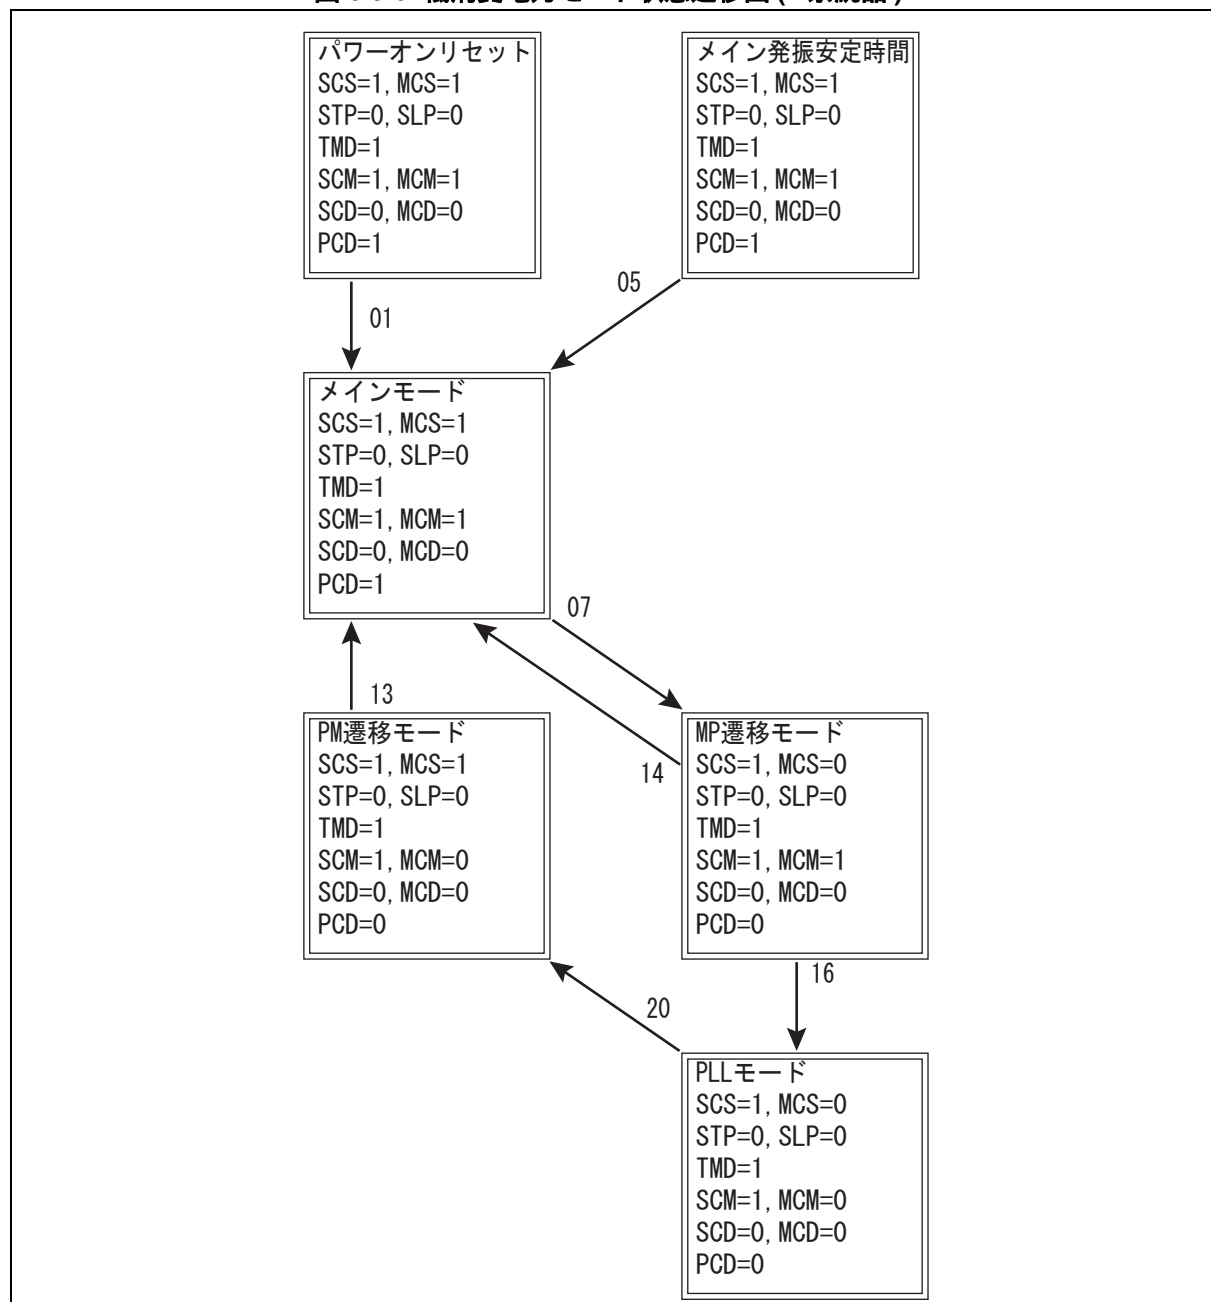 パワーオンリセット
SCS=1, MCS=1
STP=0, SLP=0
TMD=1
SCM=1, MCM=1
SCD=0, MCD=0
PCD=1
メイン発振安定時間
SCS=1, MCS=1
STP=0, SLP=0
TMD=1
SCM=1, MCM=1
SCD=0, MCD=0
PCD=1
01
05
メインモード
SCS=1, MCS=1
STP=0, SLP=0
TMD=1
SCM=1, MCM=1
SCD=0, MCD=0
PCD=1
07
13
14
PM遷移モード
SCS=1, MCS=1
STP=0, SLP=0
TMD=1
SCM=1, MCM=0
SCD=0, MCD=0
PCD=0
MP遷移モード
SCS=1, MCS=0
STP=0, SLP=0
TMD=1
SCM=1, MCM=1
SCD=0, MCD=0
PCD=0
16
20
PLLモード
SCS=1, MCS=0
STP=0, SLP=0
TMD=1
SCM=1, MCM=0
SCD=0, MCD=0
PCD=0